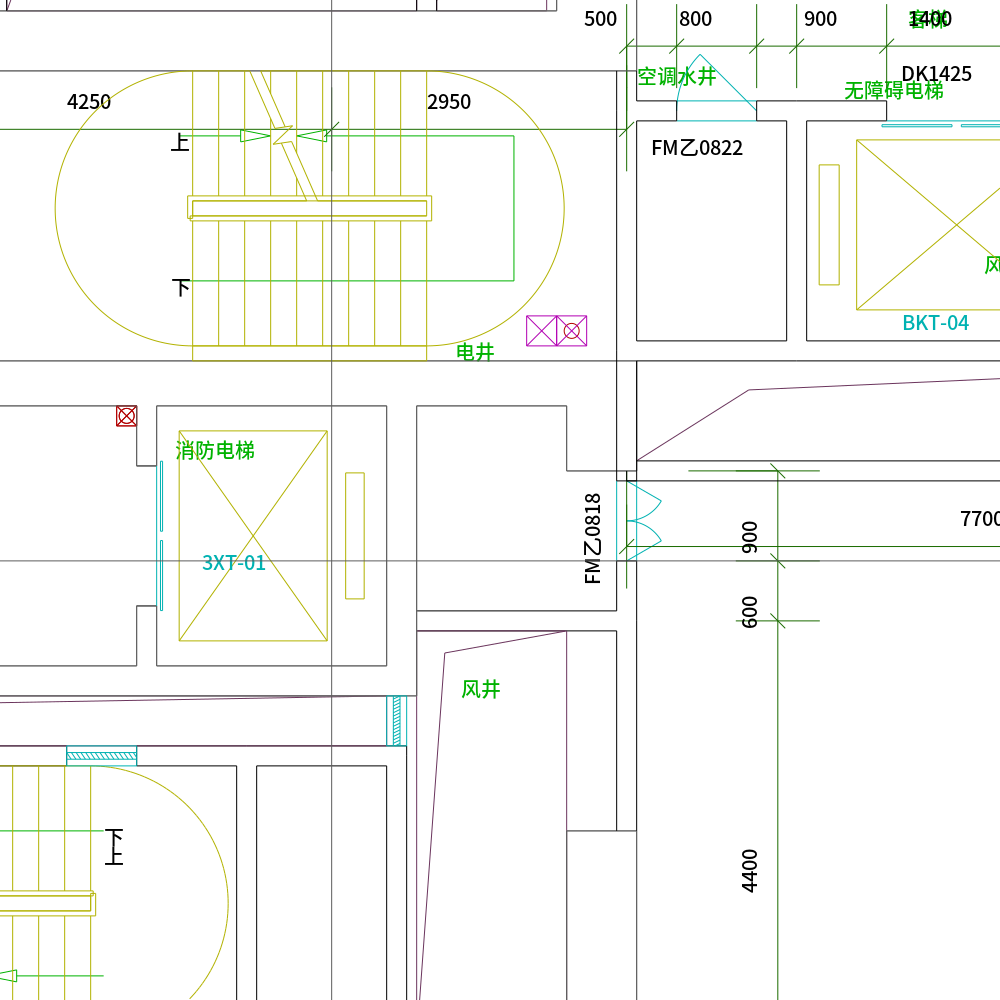 500
800
900
1400
客梯
空调水井
DK1425
无障碍电梯
4250
2950
上
FM乙0822
下
风
BKT-04
电井
消防电梯
FM乙0818
7700
900
3XT-01
600
风井
下
上
4400